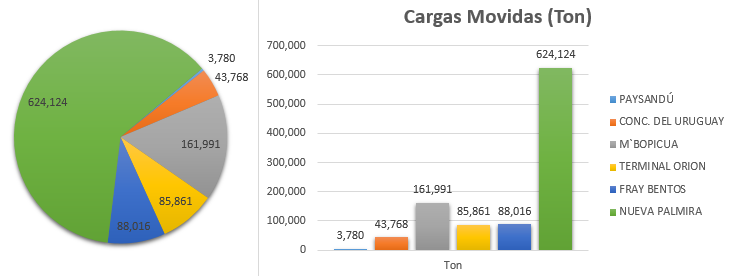 3,780
43,768
624,124
161,991
85,861
88,016
Cargas Movidas (Ton)
700,000
600,000
500,000
400,000
300,000
200,000
100,000
0
3,780
43,768
161,991
85,861
88,016
624,124
Ton
PAYSANDÚ
CONC. DEL URUGUAY
M`BOPICUA
TERMINAL ORION
FRAY BENTOS
NUEVA PALMIRA